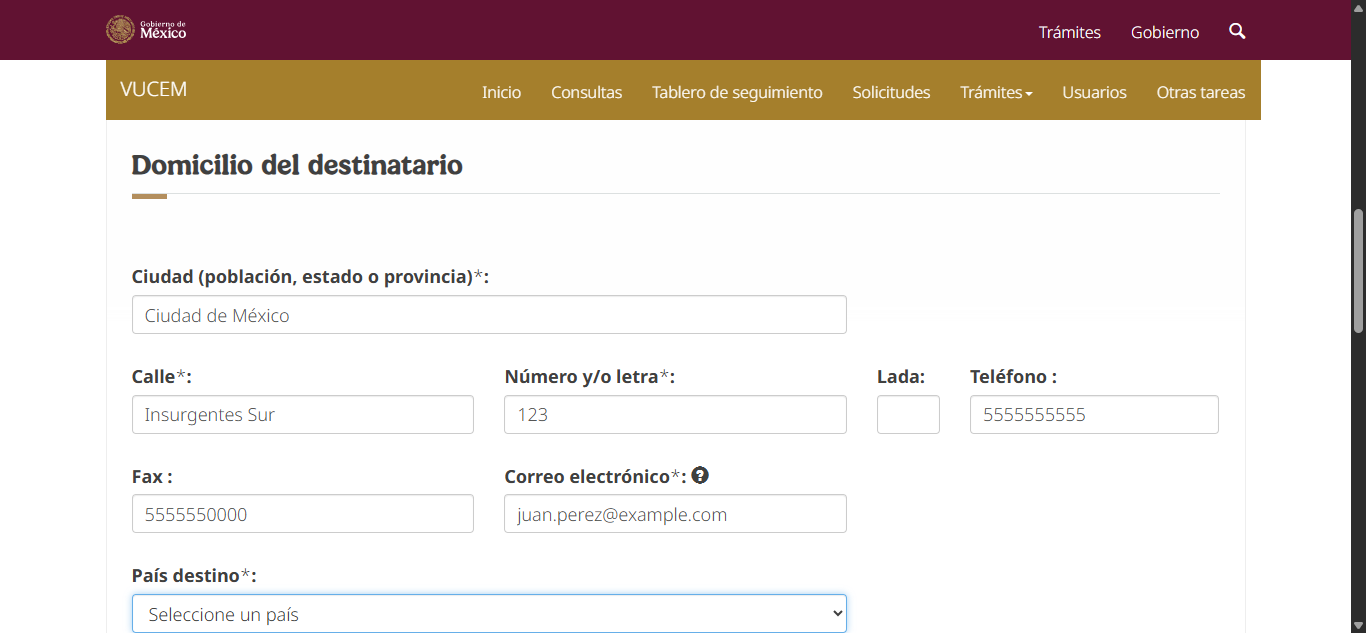 Gobierno de
México
Trámites
Gobierno
VUCEM
Inicio
Consultas
Tablero de seguimiento
Solicitudes
Trámites
Usuarios
Otras tareas
Domicilio del destinatario
Ciudad (población, estado o provincia)*:
Ciudad de México
Calle*:
Número y/o letra*:
Lada:
Teléfono :
Insurgentes Sur
123
5555555555
Fax :
Correo electrónico*: ?
5555550000
juan.perez@example.com
País destino*:
Seleccione un país